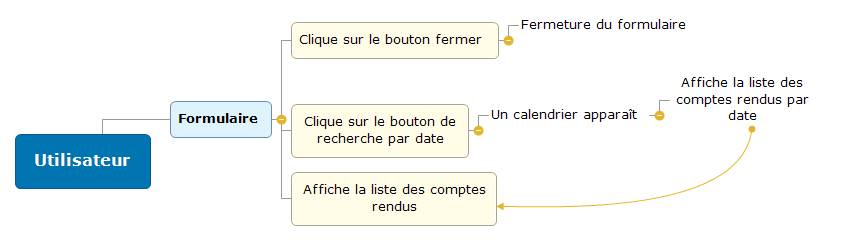 Utilisateur
Formulaire
Clique sur le bouton fermer
Fermeture du formulaire
Clique sur le bouton de
recherche par date
Un calendrier apparaît
Affiche la liste des
comptes rendus par
date
Affiche la liste des comptes
rendus